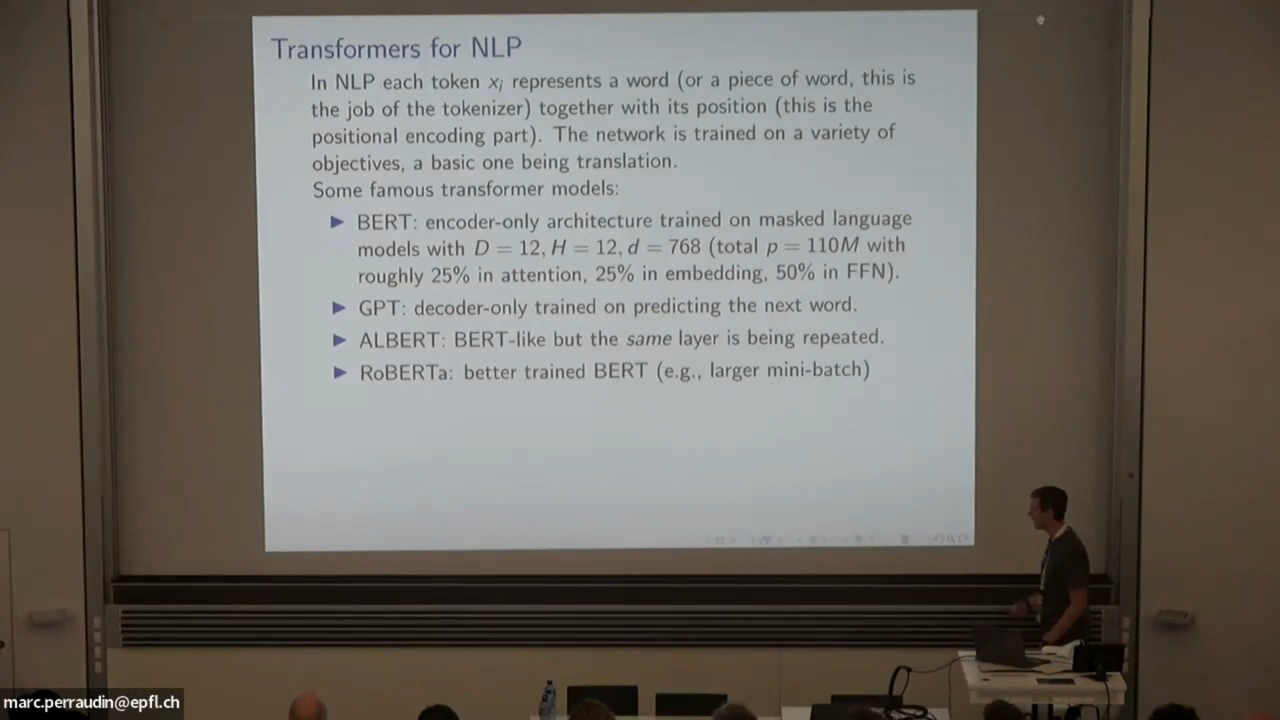 Transformers for NLP
In NLP each token xᵢ represents a word (or a piece of word, this is
the job of the tokenizer) together with its position (this is the
positional encoding part). The network is trained on a variety of
objectives, a basic one being translation.
Some famous transformer models:
▶ BERT: encoder-only architecture trained on masked language
models with D = 12, H = 12, d = 768 (total p = 110M with
roughly 25% in attention, 25% in embedding, 50% in FFN).
▶ GPT: decoder-only trained on predicting the next word.
▶ ALBERT: BERT-like but the same layer is being repeated.
▶ RoBERTa: better trained BERT (e.g., larger mini-batch)
marc.perraudin@epfl.ch